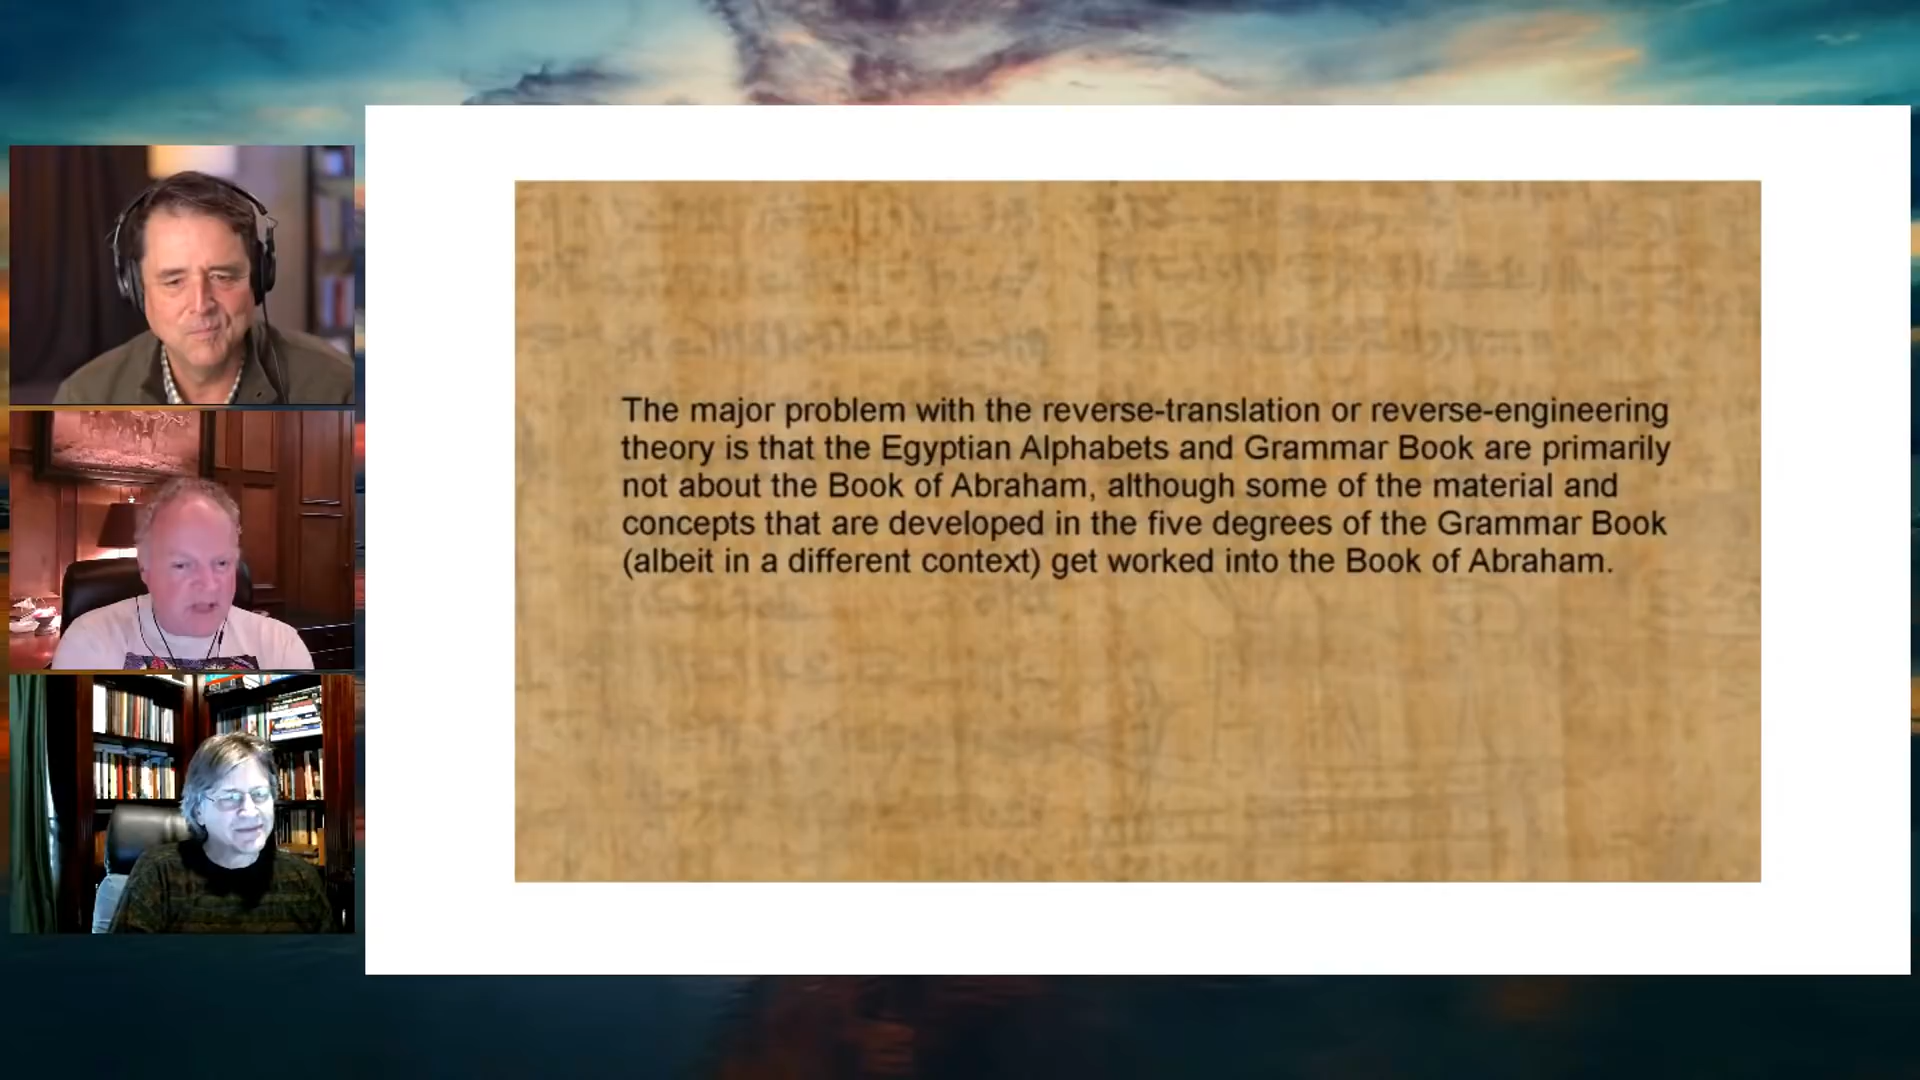 The major problem with the reverse-translation or reverse-engineering
theory is that the Egyptian Alphabets and Grammar Book are primarily
not about the Book of Abraham, although some of the material and
concepts that are developed in the five degrees of the Grammar Book
(albeit in a different context) get worked into the Book of Abraham.